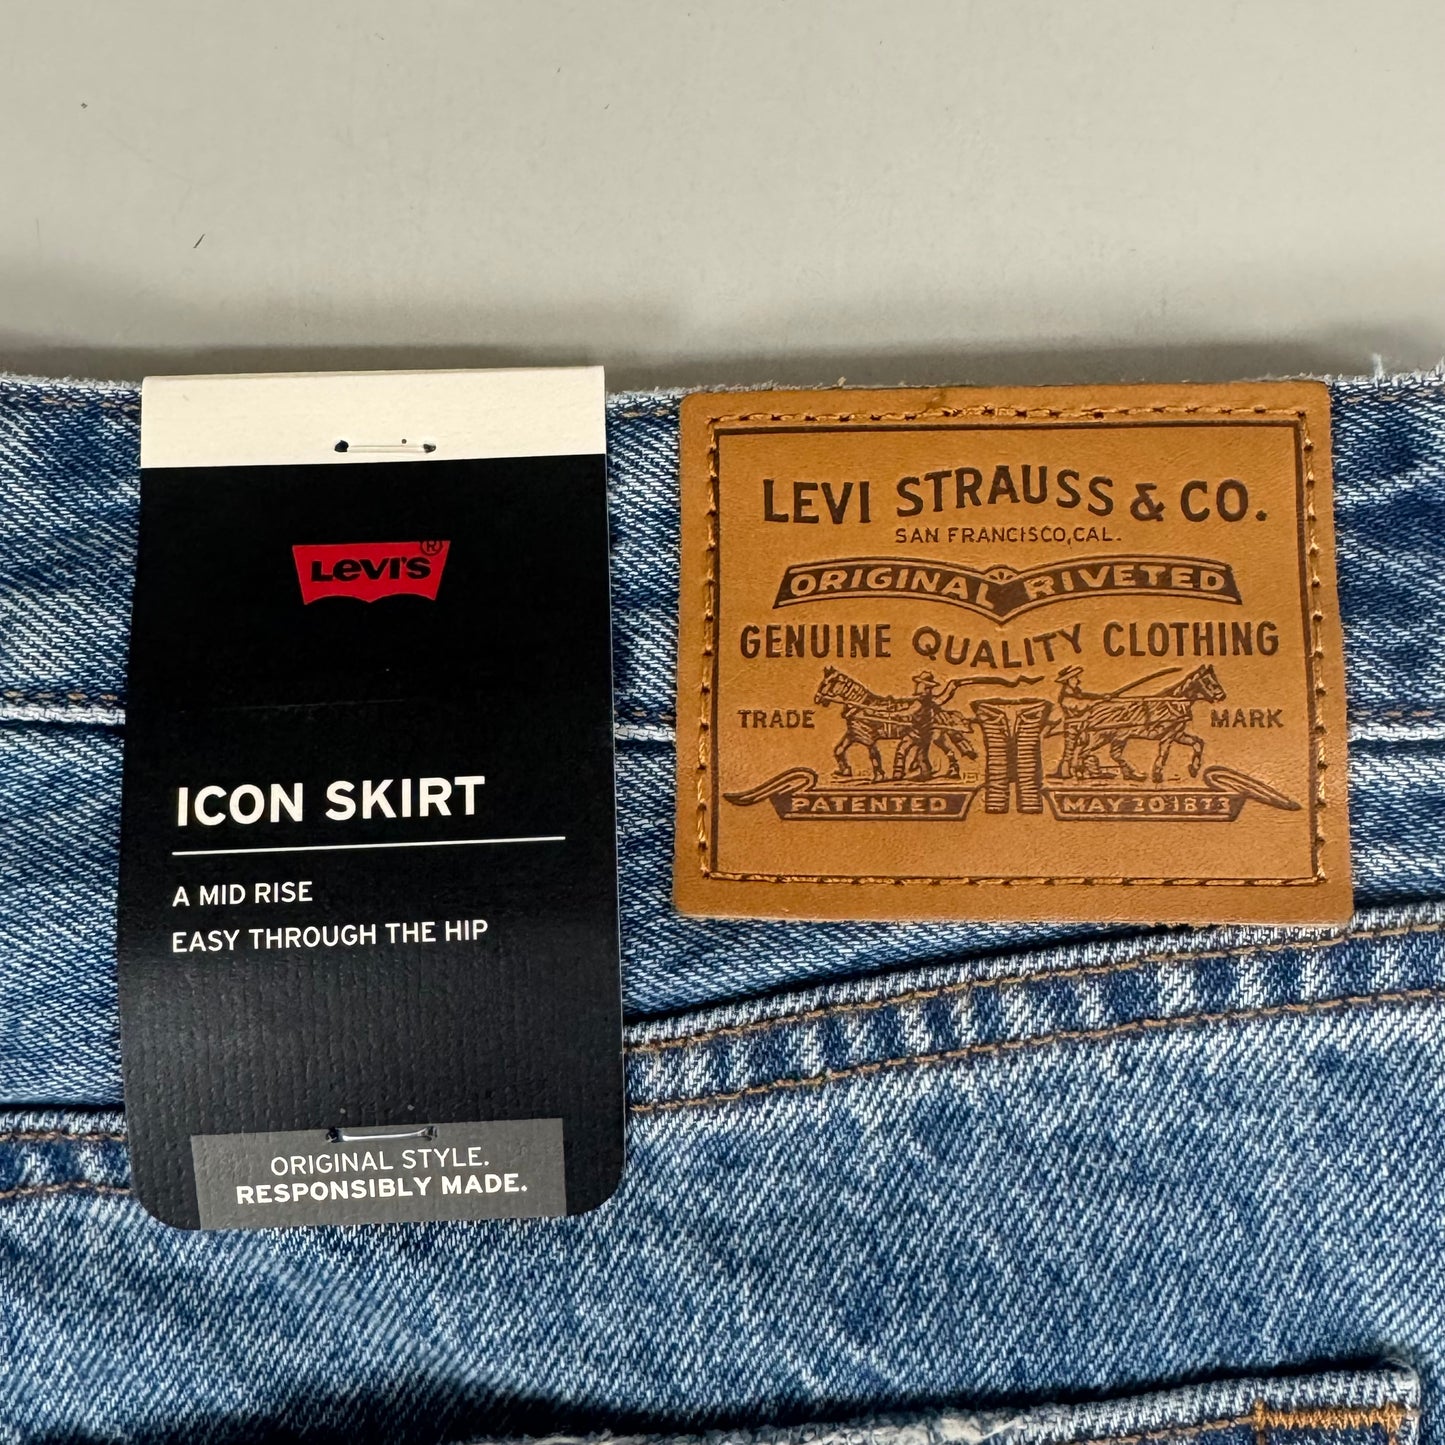 Levi's®
ICON SKIRT
A MID RISE
EASY THROUGH THE HIP
ORIGINAL STYLE.
RESPONSIBLY MADE.
LEVI STRAUSS & CO.
SAN FRANCISCO, CAL.
ORIGINAL RIVETED
GENUINE QUALITY CLOTHING
TRADE MARK
PATENTED MAY 20 1873